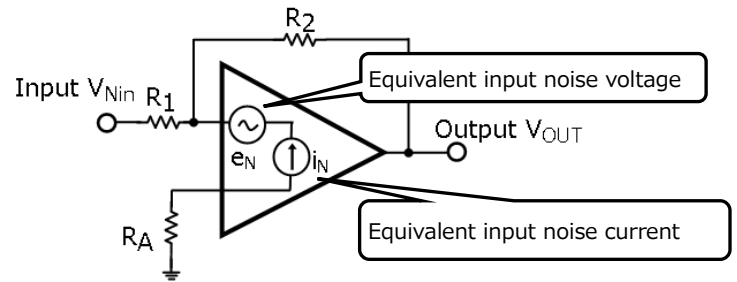 R2
Equivalent input noise voltage
Input VNin
R1
Output VOUT
eN
iN
RA
Equivalent input noise current